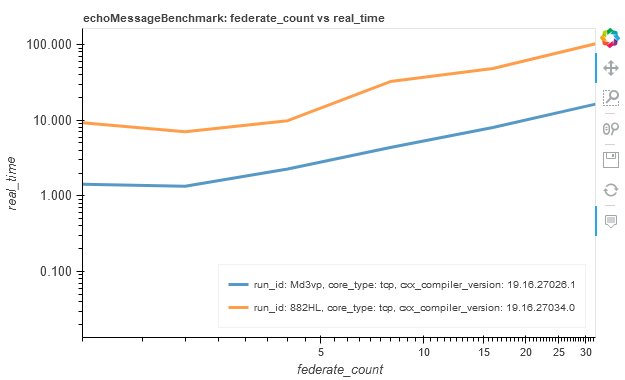 echoMessageBenchmark: federate_count vs real_time
100.000
10.000
1.000
0.100
real_time
run_id: Md3vp, core_type: tcp, cxx_compiler_version: 19.16.27026.1
run_id: 882HL, core_type: tcp, cxx_compiler_version: 19.16.27034.0
5 10 15 20 25 30
federate_count